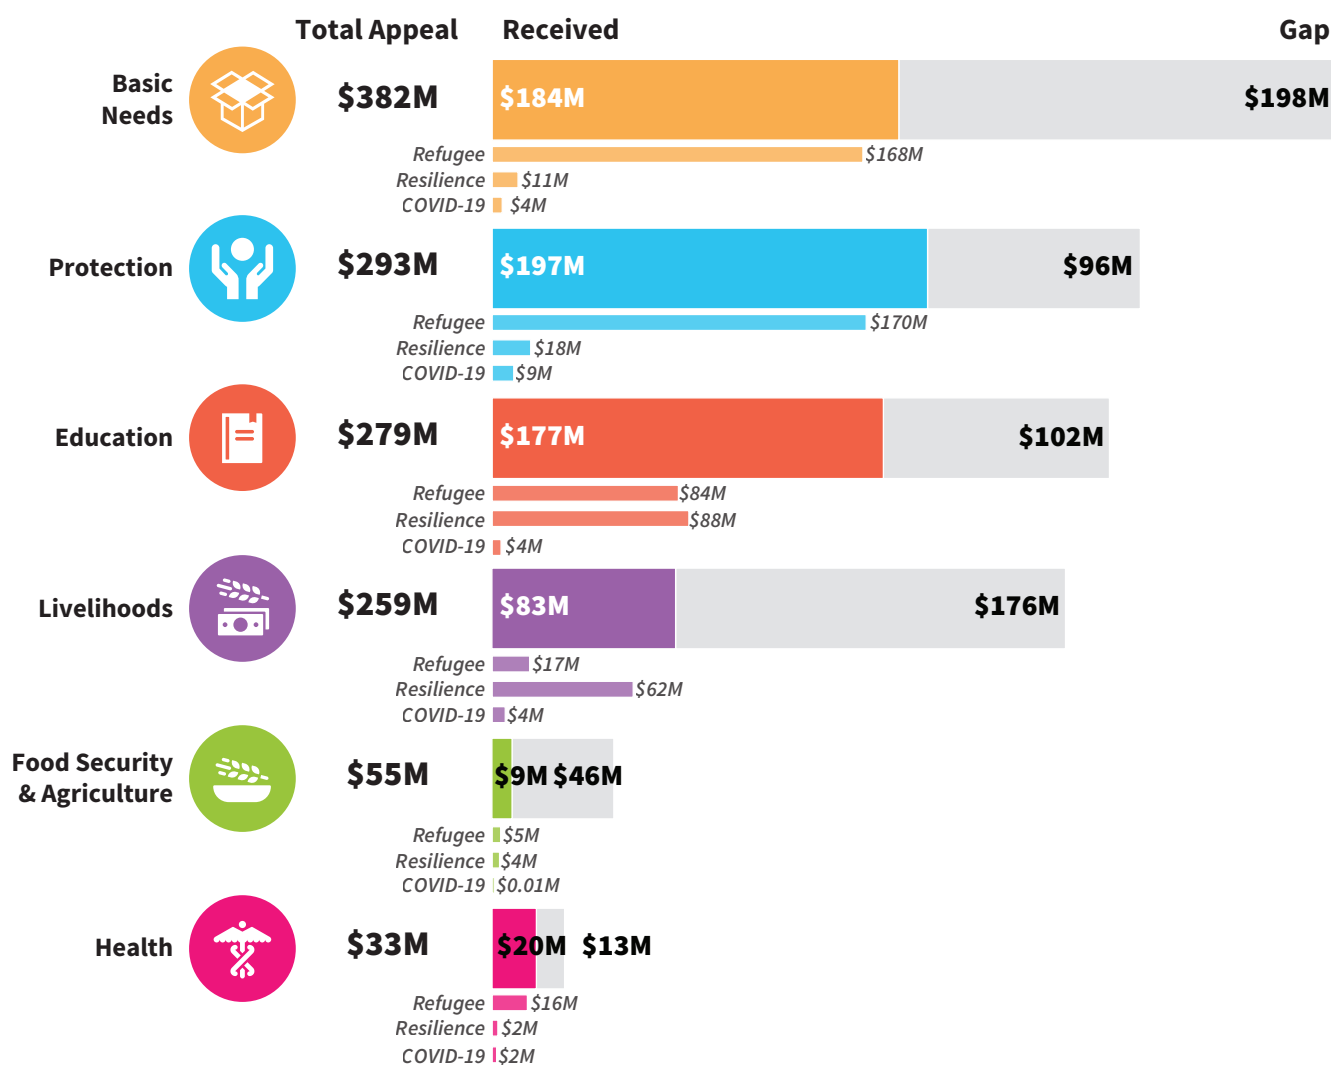 Total Appeal Received Gap
Basic
Needs
$382M $184M $198M
Refugee $168M
Resilience $11M
COVID-19 $4M
Protection $293M $197M $96M
Refugee $170M
Resilience $18M
COVID-19 $9M
Education $279M $177M $102M
Refugee $84M
Resilience $88M
COVID-19 $4M
Livelihoods $259M $83M $176M
Refugee $17M
Resilience $62M
COVID-19 $4M
Food Security
& Agriculture
$55M $9M $46M
Refugee $5M
Resilience $4M
COVID-19 $0.01M
Health $33M $20M $13M
Refugee $16M
Resilience $2M
COVID-19 $2M